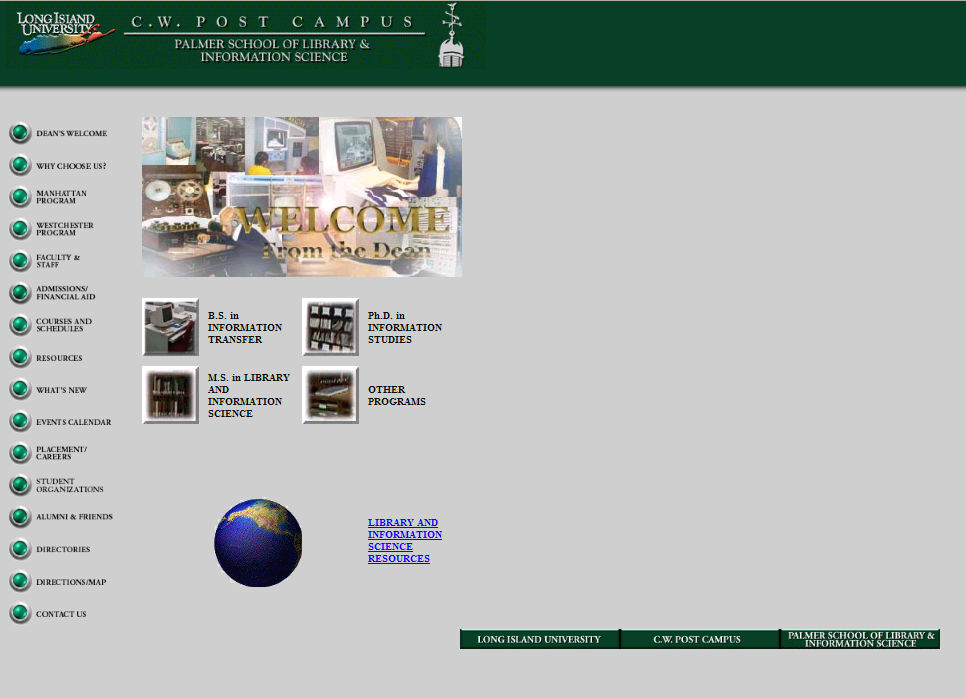 LONG ISLAND
UNIVERSITY
C.W. POST CAMPUS
PALMER SCHOOL OF LIBRARY &
INFORMATION SCIENCE
DEAN'S WELCOME
WHY CHOOSE US?
MANHATTAN
PROGRAM
WESTCHESTER
PROGRAM
FACULTY &
STAFF
ADMISSIONS/
FINANCIAL AID
COURSES AND
SCHEDULES
RESOURCES
WHAT'S NEW
EVENTS CALENDAR
PLACEMENT/
CAREERS
STUDENT
ORGANIZATIONS
ALUMNI & FRIENDS
DIRECTORIES
DIRECTIONS/MAP
CONTACT US
WELCOME
From the Dean
B.S. in
INFORMATION
TRANSFER
Ph.D. in
INFORMATION
STUDIES
M.S. in LIBRARY
AND
INFORMATION
SCIENCE
OTHER
PROGRAMS
LIBRARY AND
INFORMATION
SCIENCE
RESOURCES
LONG ISLAND UNIVERSITY
C.W. POST CAMPUS
PALMER SCHOOL OF LIBRARY &
INFORMATION SCIENCE